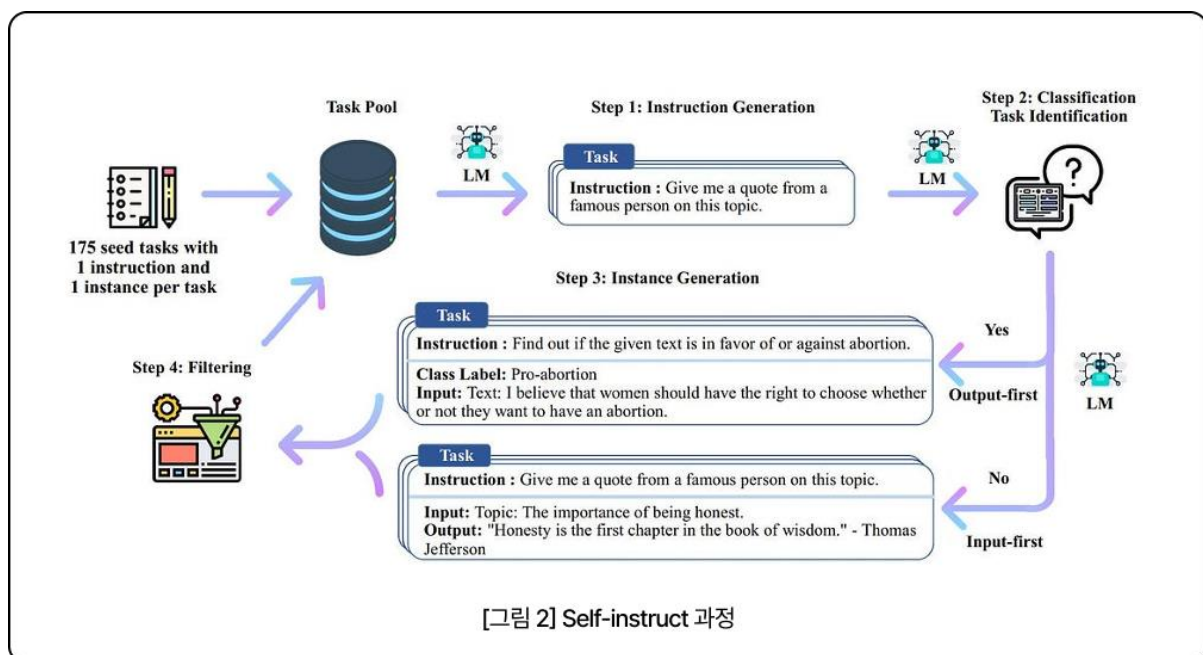 Task Pool
Step 1: Instruction Generation
Step 2: Classification
Task Identification
LM
Task
Instruction : Give me a quote from a
famous person on this topic.
LM
175 seed tasks with
1 instruction and
1 instance per task
Step 3: Instance Generation
Task
Instruction : Find out if the given text is in favor of or against abortion.
Class Label: Pro-abortion
Input: Text: I believe that women should have the right to choose whether
or not they want to have an abortion.
Yes
Output-first
LM
Step 4: Filtering
Task
Instruction : Give me a quote from a famous person on this topic.
Input: Topic: The importance of being honest.
Output: "Honesty is the first chapter in the book of wisdom." - Thomas
Jefferson
No
Input-first
[그림 2] Self-instruct 과정